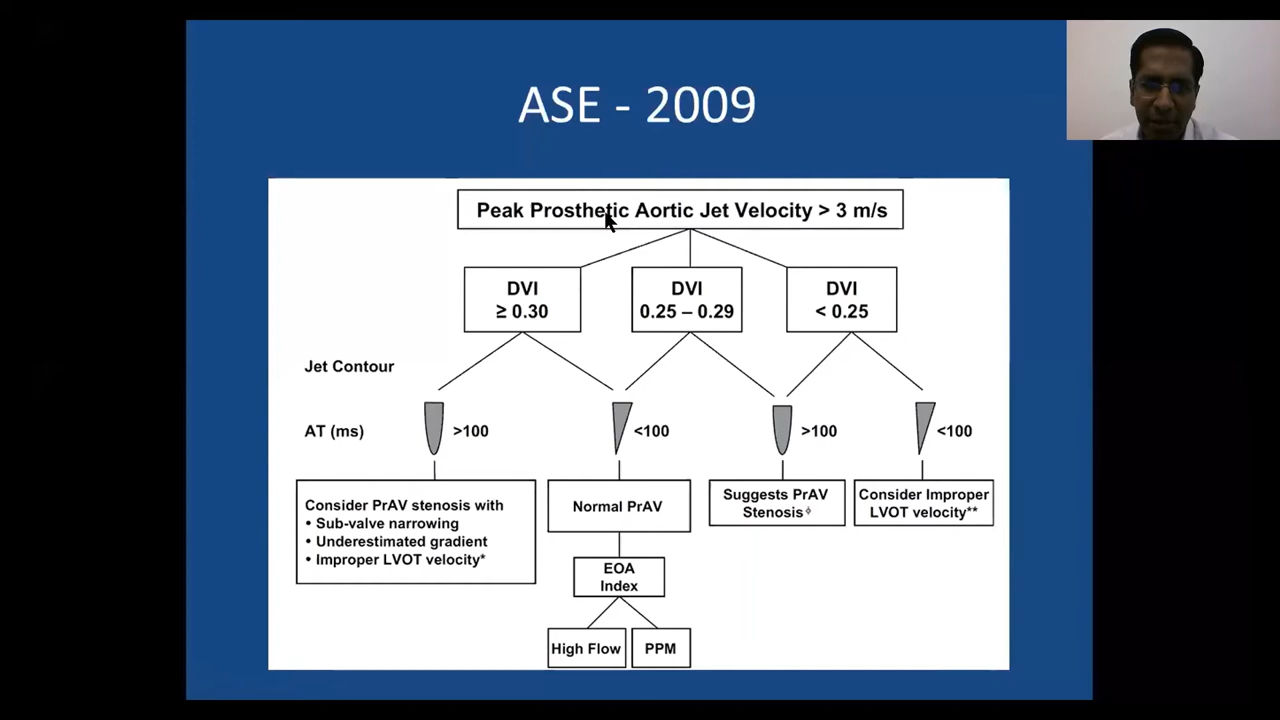 ASE - 2009
Peak Prosthetic Aortic Jet Velocity > 3 m/s
DVI
≥ 0.30
DVI
0.25 – 0.29
DVI
< 0.25
Jet Contour
AT (ms)
>100
<100
>100
<100
Consider PrAV stenosis with
• Sub-valve narrowing
• Underestimated gradient
• Improper LVOT velocity*
Normal PrAV
Suggests PrAV
Stenosisᶲ
Consider Improper
LVOT velocity**
EOA
Index
High Flow
PPM